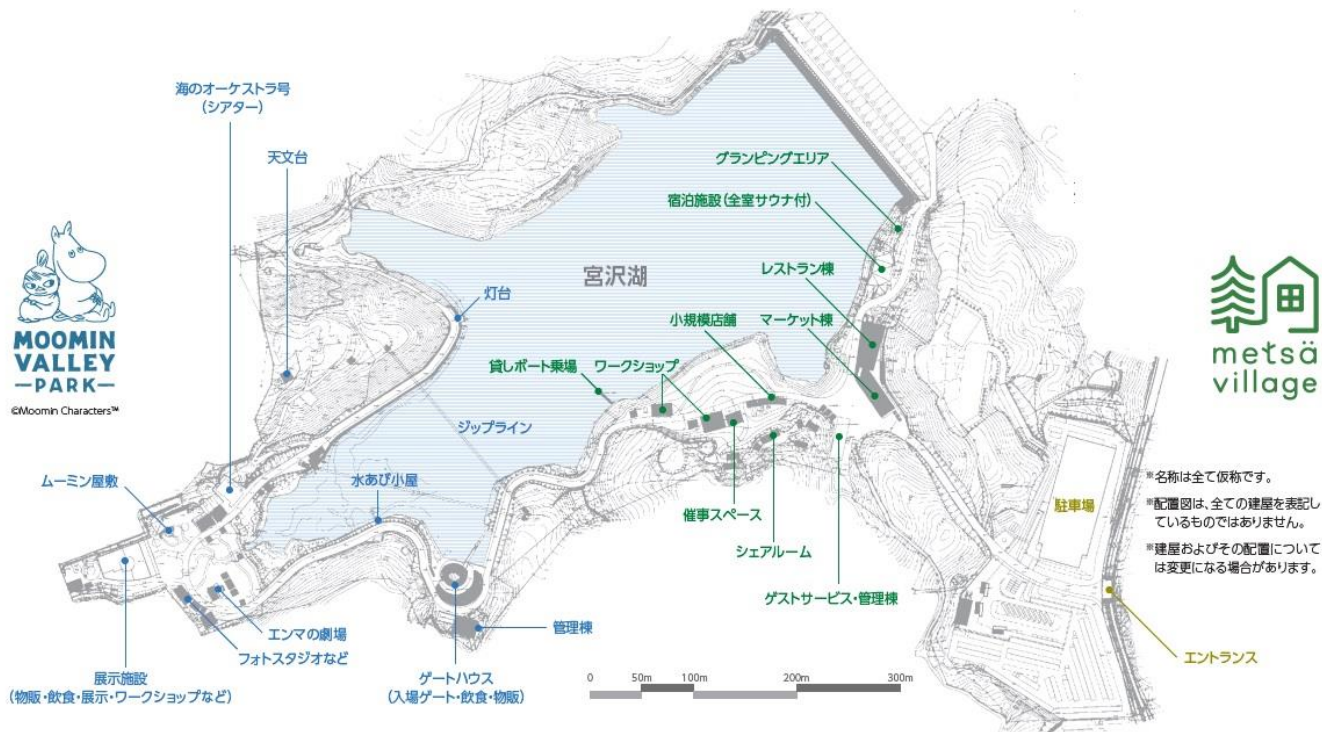 海のオーケストラ号
(シアター)
天文台
MOOMIN
VALLEY
PARK
©Moomin Characters™
灯台
ジップライン
ムーミン屋敷
水あび小屋
展示施設
(物販・飲食・展示・ワークショップなど)
エンマの劇場
フォトスタジオなど
ゲートハウス
(入場ゲート・飲食・物販)
管理棟
宮沢湖
グランピングエリア
宿泊施設(全室サウナ付)
レストラン棟
マーケット棟
小規模店舗
ワークショップ
貸しボート乗場
催事スペース
シェアルーム
ゲストサービス・管理棟
0 50m 100m 200m 300m
metsä
village
駐車場
エントランス
※名称は全て仮称です。
※配置図は、全ての建屋を表記し
ているものではありません。
※建屋およびその配置について
は変更になる場合があります。